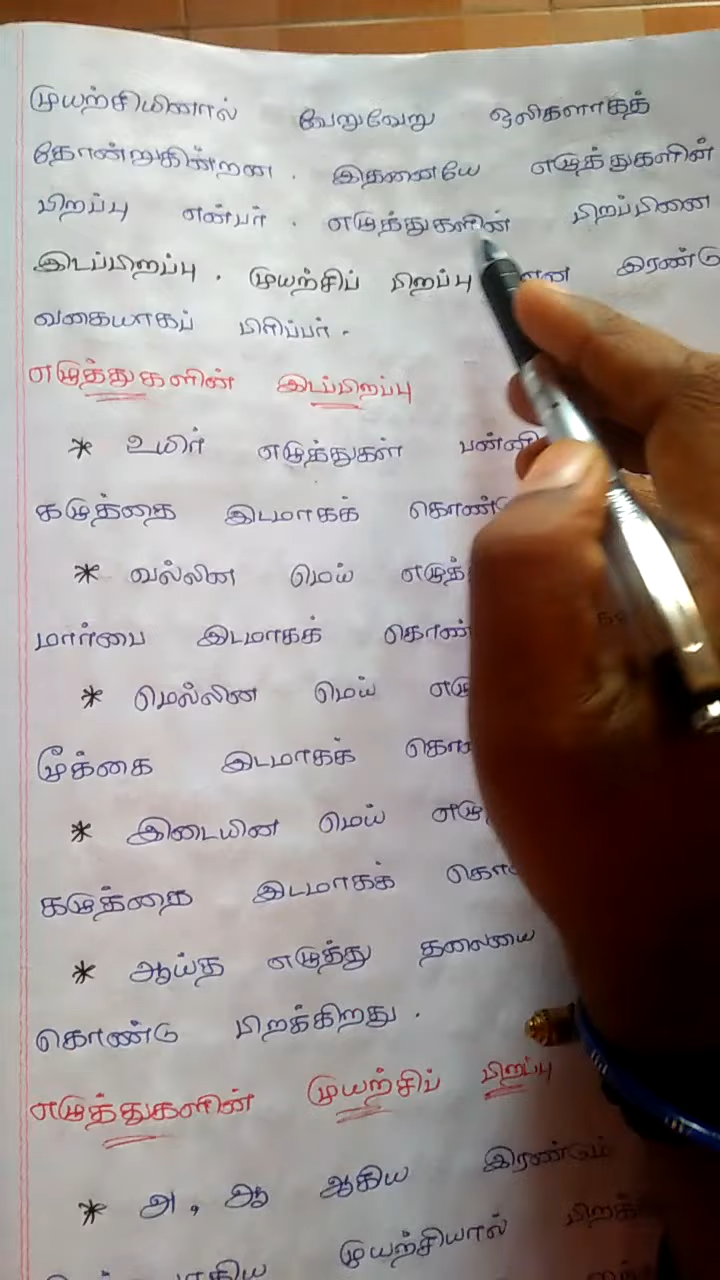 முயற்சியினால் வேறுவேறு ஒலிகளாகத்
தோன்றுகின்றன. இதனையே எழுத்துகளின்
பிறப்பு என்பர். எழுத்துகளின் பிறப்பினை
இடப்பிறப்பு. முயற்சிப் பிறப்பு என இரண்டு
வகையாகப் பிரிப்பர்.
எழுத்துகளின் இடப்பிறப்பு
* உயிர் எழுத்துகள்
கழுத்தை இடமாகக்
* வல்லின மெய்
மார்பை இடமாகக்
* மெல்லின மெய்
மூக்கை இடமாகக்
* இடையின மெய்
கழுத்தை இடமாகக்
* ஆய்த எழுத்து தலையை
கொண்டு பிறக்கிறது.
எழுத்துகளின் முயற்சிப் பிறப்பு
* அ, ஆ ஆகிய இரண்டும்
முயற்சியால்